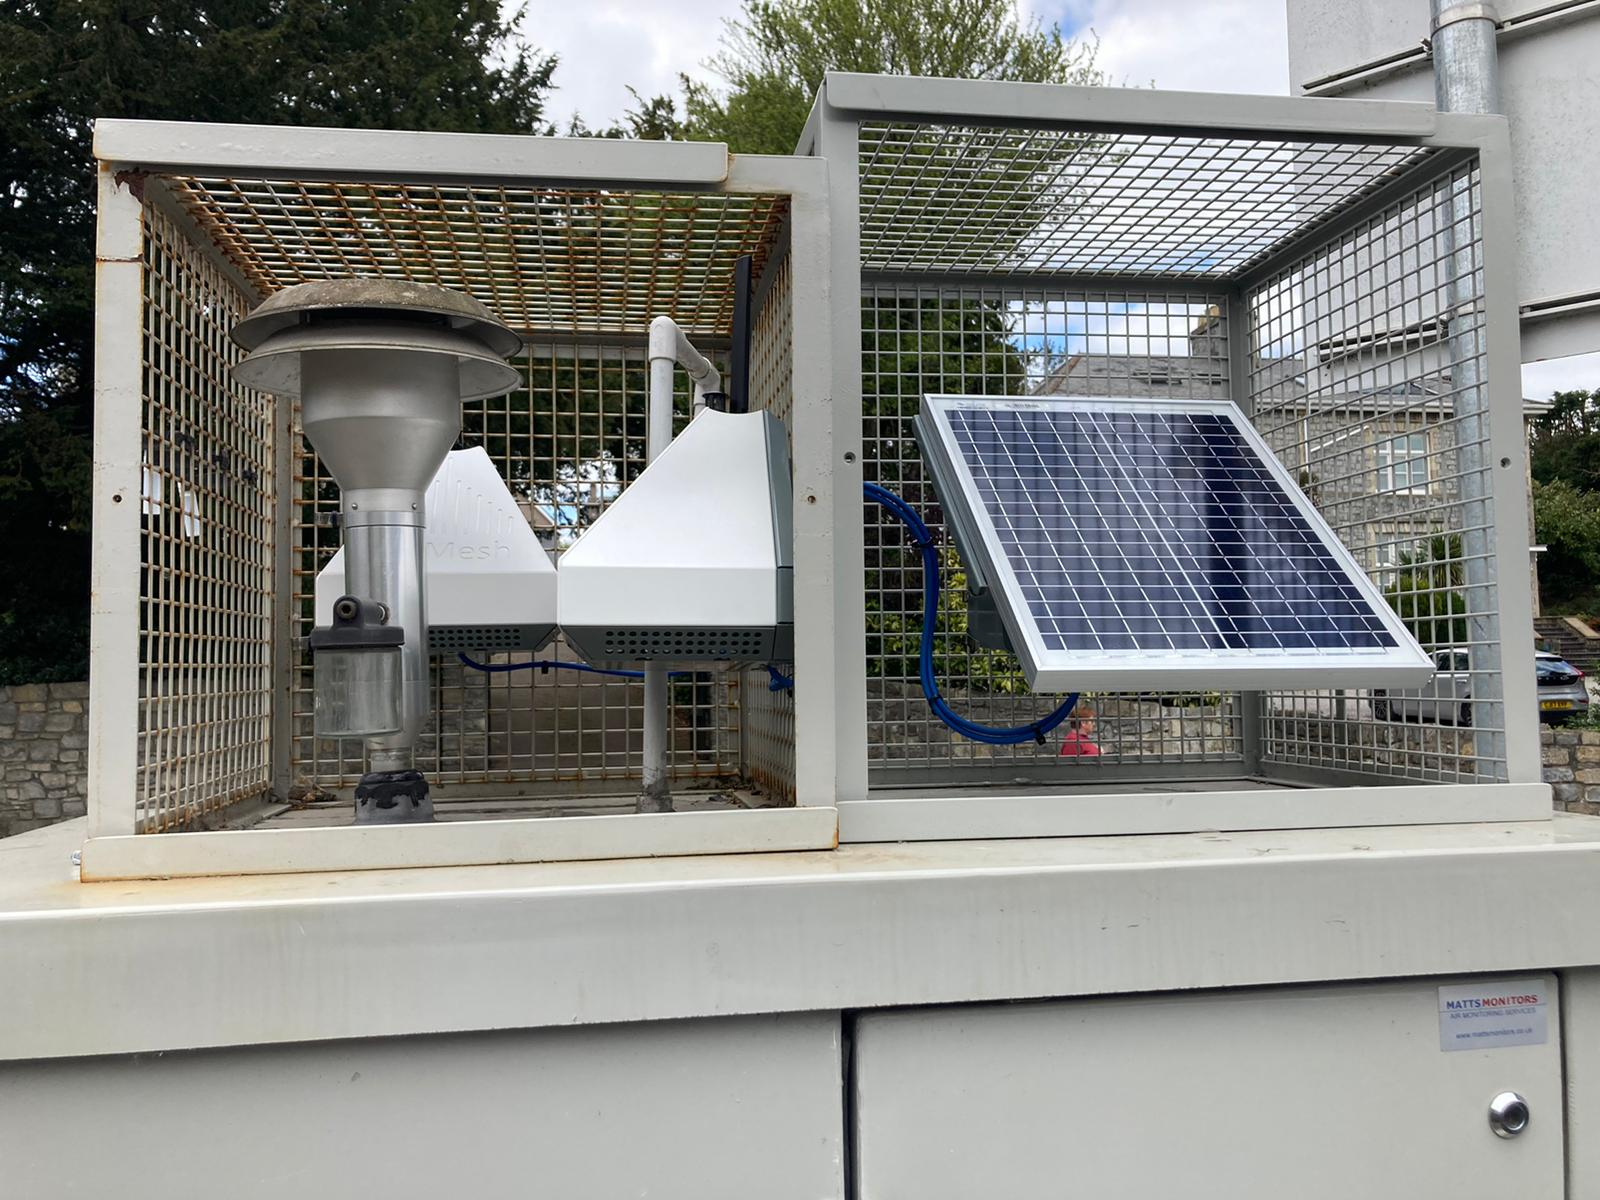 Mesh
MATTSMONITORS
AIR MONITORING SERVICES
www.mattsmonitors.co.uk